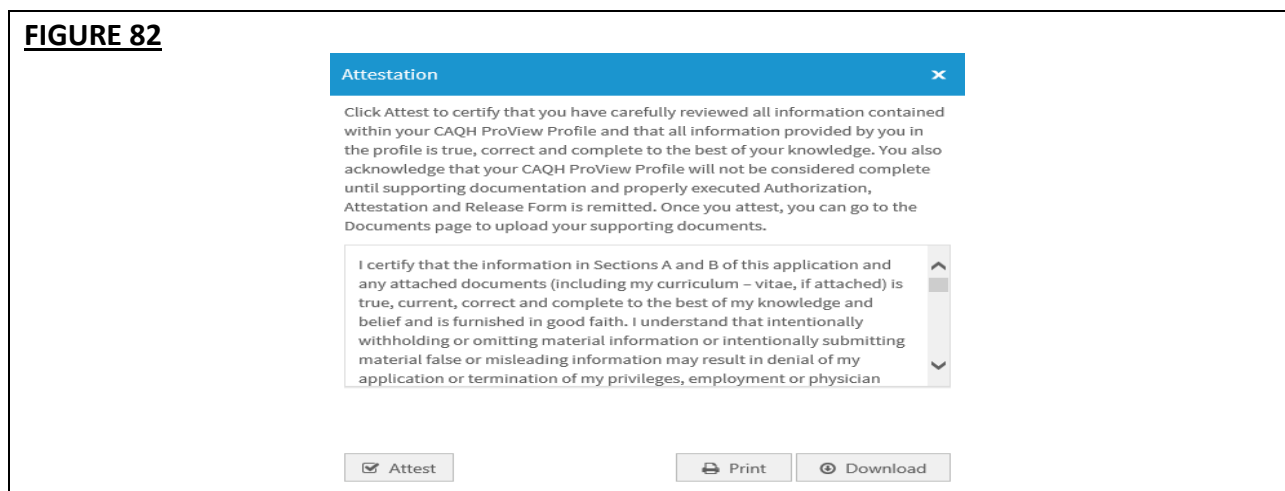 FIGURE 82
Attestation
Click Attest to certify that you have carefully reviewed all information contained
within your CAQH ProView Profile and that all information provided by you in
the profile is true, correct and complete to the best of your knowledge. You also
acknowledge that your CAQH ProView Profile will not be considered complete
until supporting documentation and properly executed Authorization,
Attestation and Release Form is remitted. Once you attest, you can go to the
Documents page to upload your supporting documents.
I certify that the information in Sections A and B of this application and
any attached documents (including my curriculum – vitae, if attached) is
true, current, correct and complete to the best of my knowledge and
belief and is furnished in good faith. I understand that intentionally
withholding or omitting material information or intentionally submitting
material false or misleading information may result in denial of my
application or termination of my privileges, employment or physician
Attest Print Download